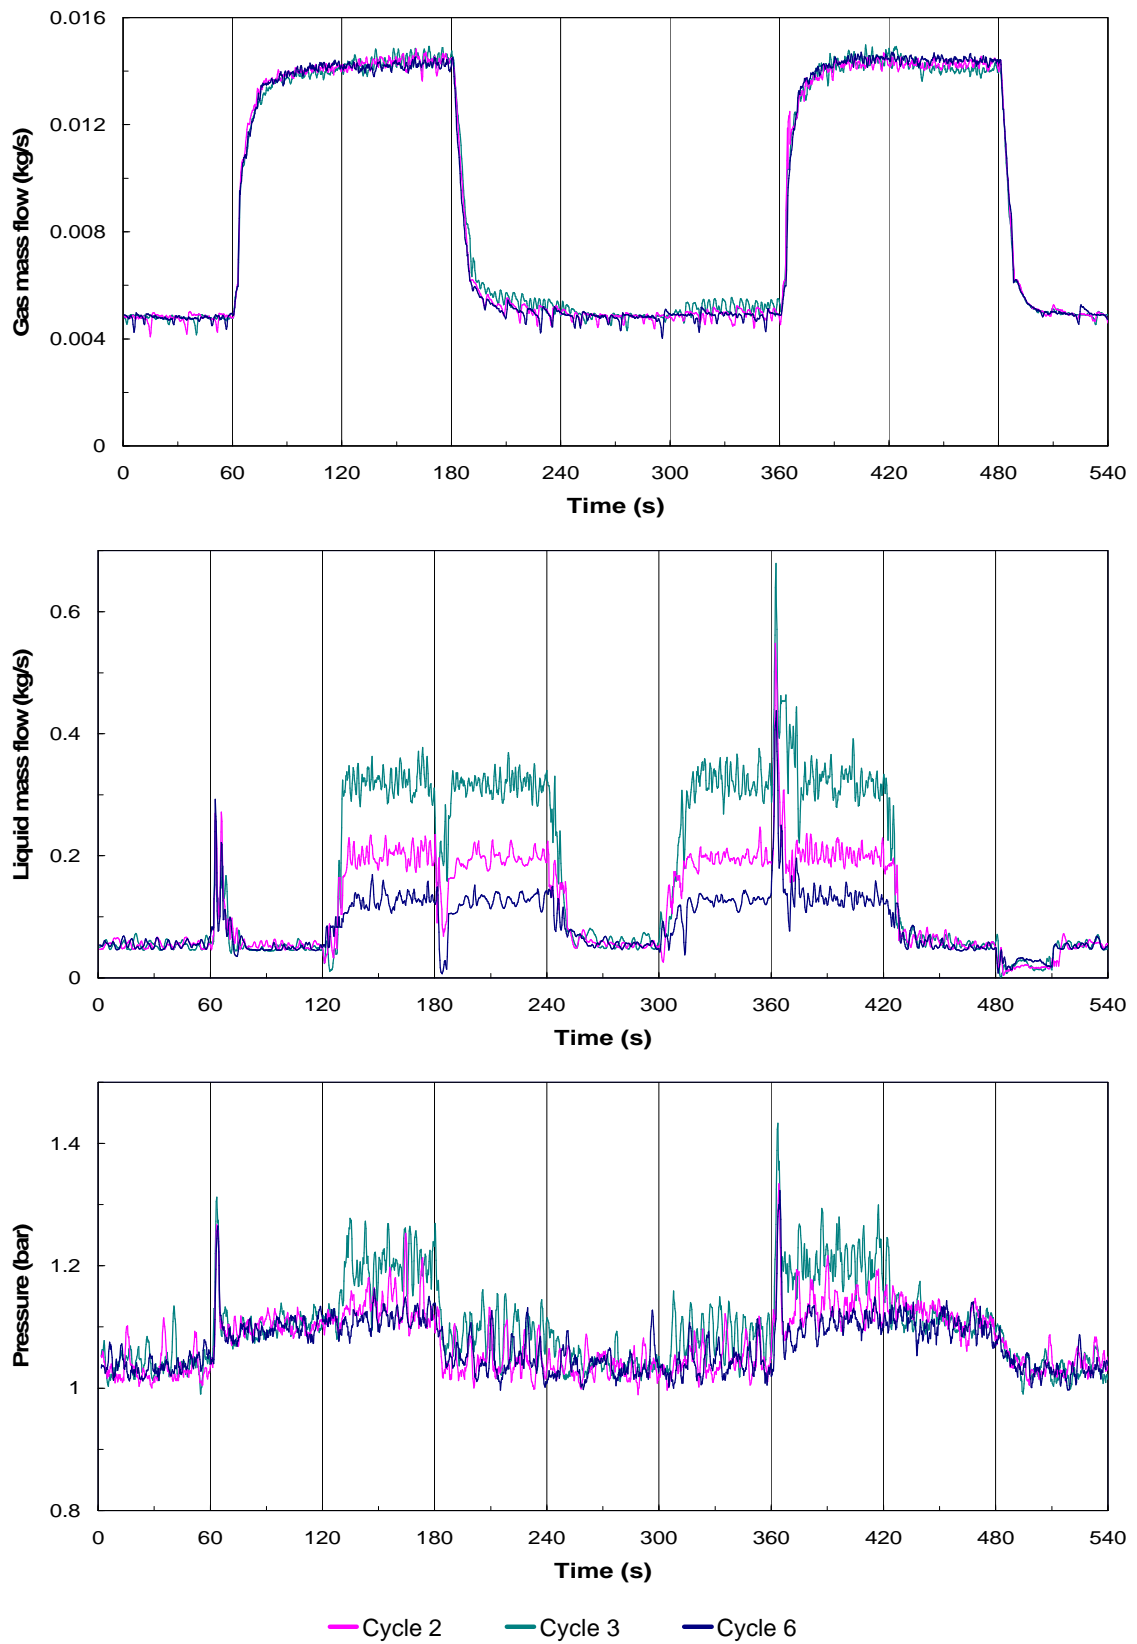 0.016
0.012
0.008
0.004
0
Gas mass flow (kg/s)
0 60 120 180 240 300 360 420 480 540
Time (s)
0.6
0.4
0.2
0
Liquid mass flow (kg/s)
0 60 120 180 240 300 360 420 480 540
Time (s)
1.4
1.2
1
0.8
Pressure (bar)
0 60 120 180 240 300 360 420 480 540
Time (s)
Cycle 2 Cycle 3 Cycle 6